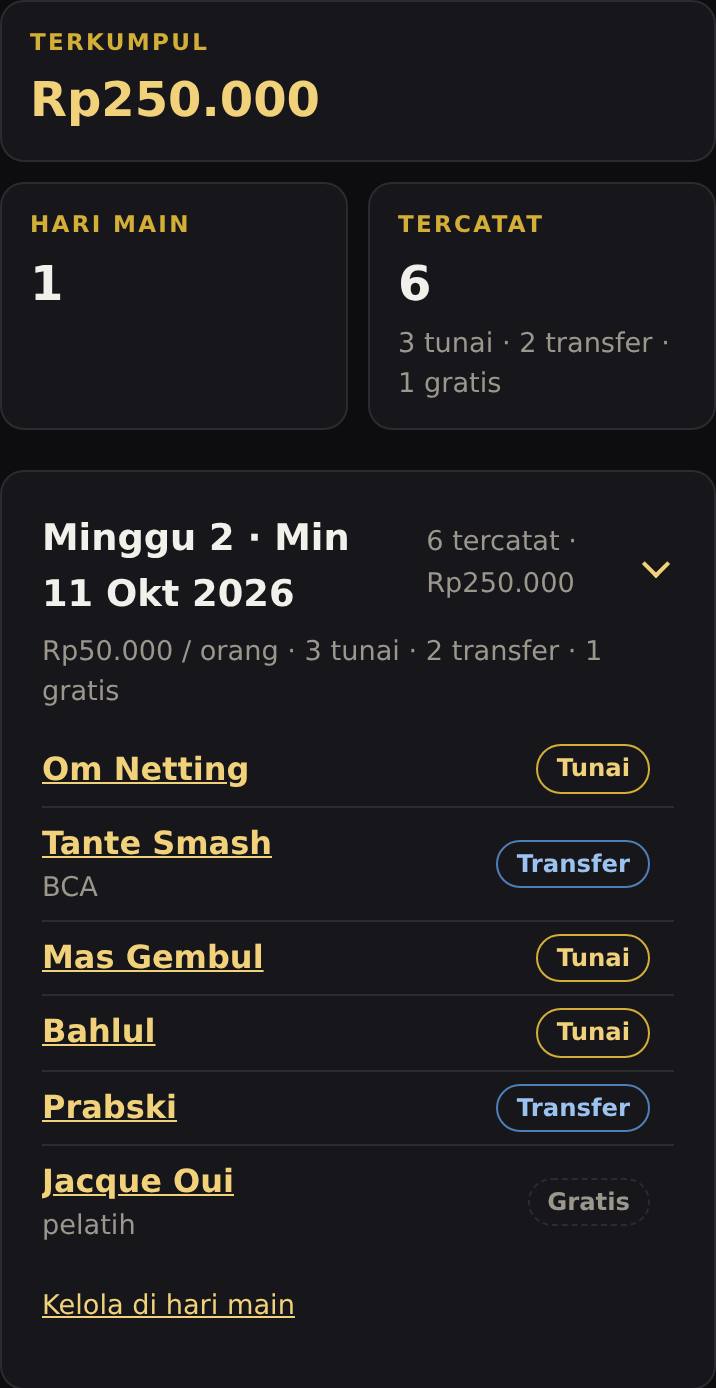 TERKUMPUL
Rp250.000
HARI MAIN
1
TERCATAT
6
3 tunai · 2 transfer ·
1 gratis
Minggu 2 · Min
11 Okt 2026
6 tercatat ·
Rp250.000
Rp50.000 / orang · 3 tunai · 2 transfer · 1
gratis
Om Netting
Tunai
Tante Smash
BCA
Transfer
Mas Gembul
Tunai
Bahlul
Tunai
Prabski
Transfer
Jacque Oui
pelatih
Gratis
Kelola di hari main